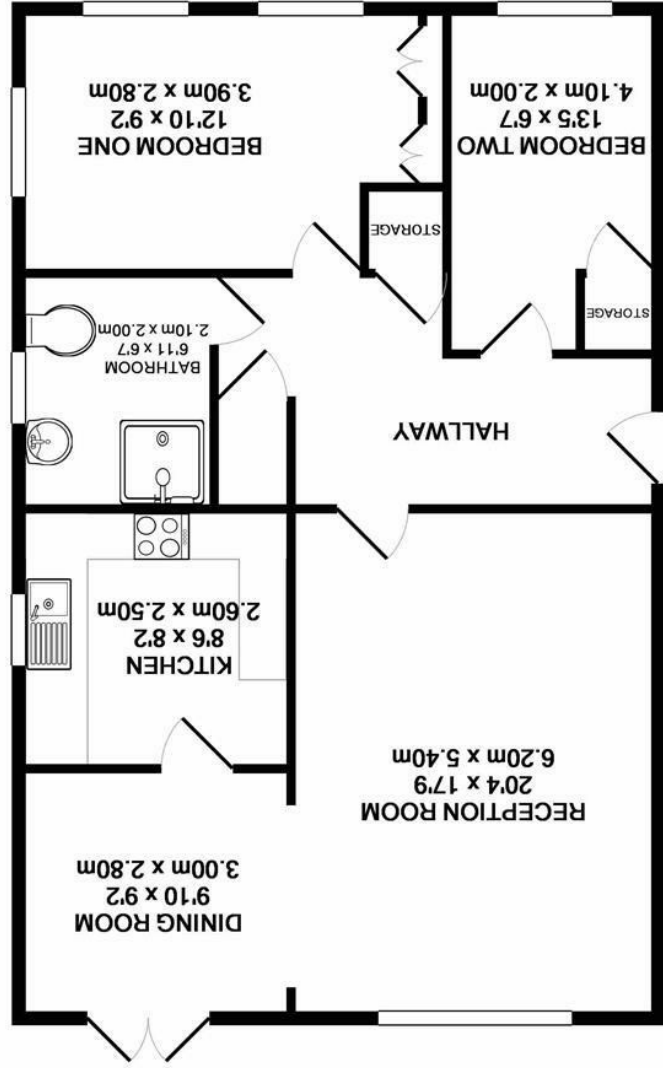 DINING ROOM
9'10 x 9'2
3.00m x 2.80m
RECEPTION ROOM
20'4 x 17'9
6.20m x 5.40m
KITCHEN
8'6 x 8'2
2.60m x 2.50m
HALLWAY
BATHROOM
6'11 x 6'7
2.10m x 2.00m
STORAGE
STORAGE
BEDROOM TWO
13'5 x 6'7
4.10m x 2.00m
BEDROOM ONE
12'10 x 9'2
3.90m x 2.80m